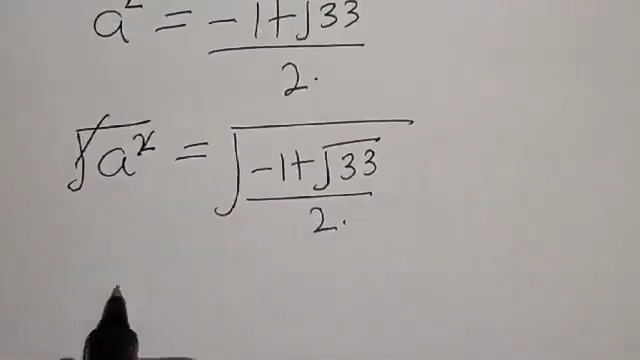 a² = (-1+√33)/2.
√a² = √((-1+√33)/2.)